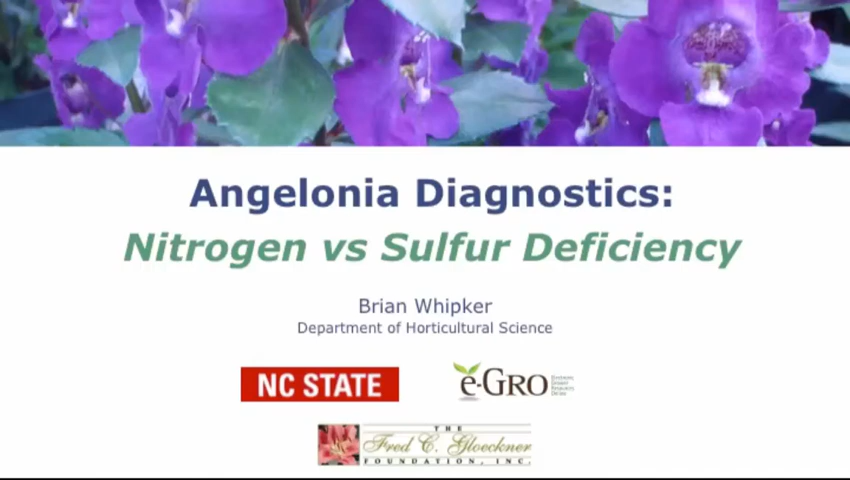 Angelonia Diagnostics:
Nitrogen vs Sulfur Deficiency
Brian Whipker
Department of Horticultural Science
NC STATE
e-GRO
THE
Fred C. Gloeckner
FOUNDATION, INC.